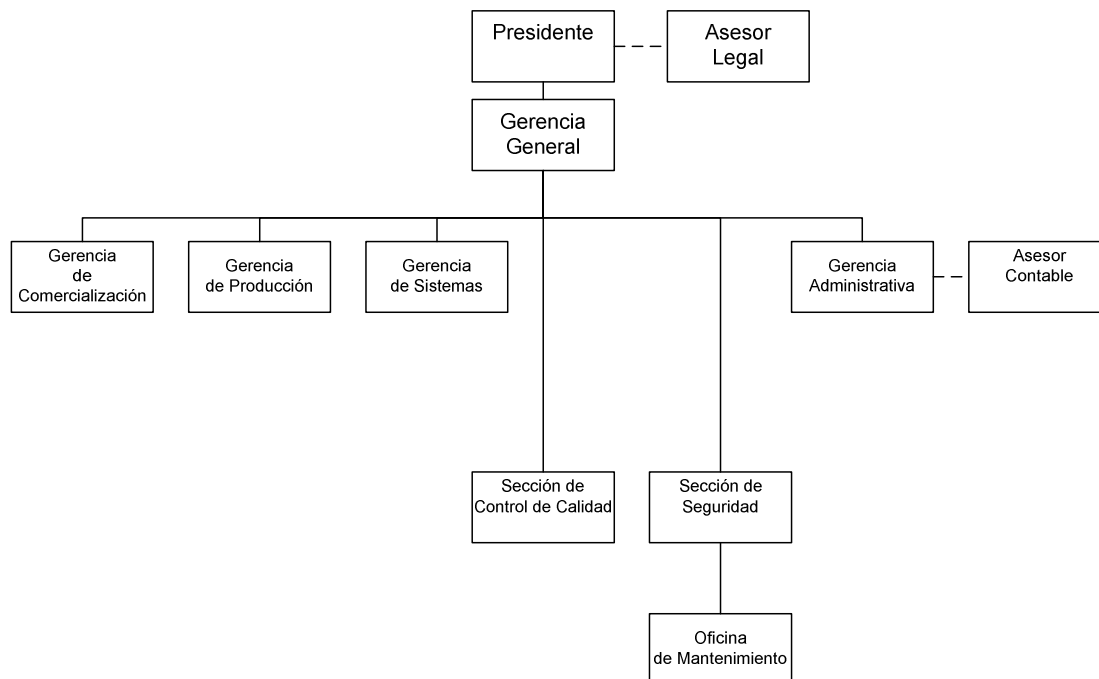 Presidente
Asesor
Legal
Gerencia
General
Gerencia
de
Comercialización
Gerencia
de Producción
Gerencia
de Sistemas
Gerencia
Administrativa
Asesor
Contable
Sección de
Control de Calidad
Sección de
Seguridad
Oficina
de Mantenimiento